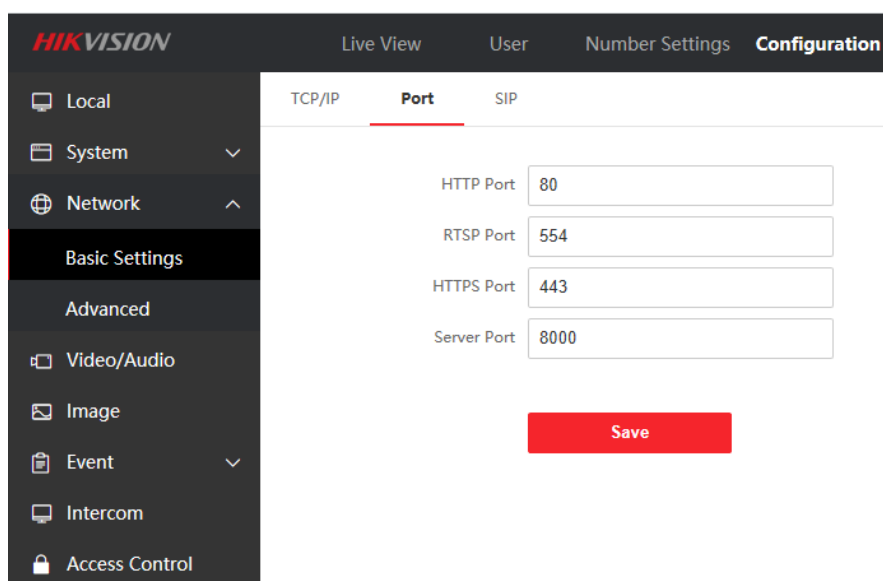 HIKVISION
Live View User Number Settings Configuration
Local
System
Network
Basic Settings
Advanced
Video/Audio
Image
Event
Intercom
Access Control
TCP/IP Port SIP
HTTP Port 80
RTSP Port 554
HTTPS Port 443
Server Port 8000
Save